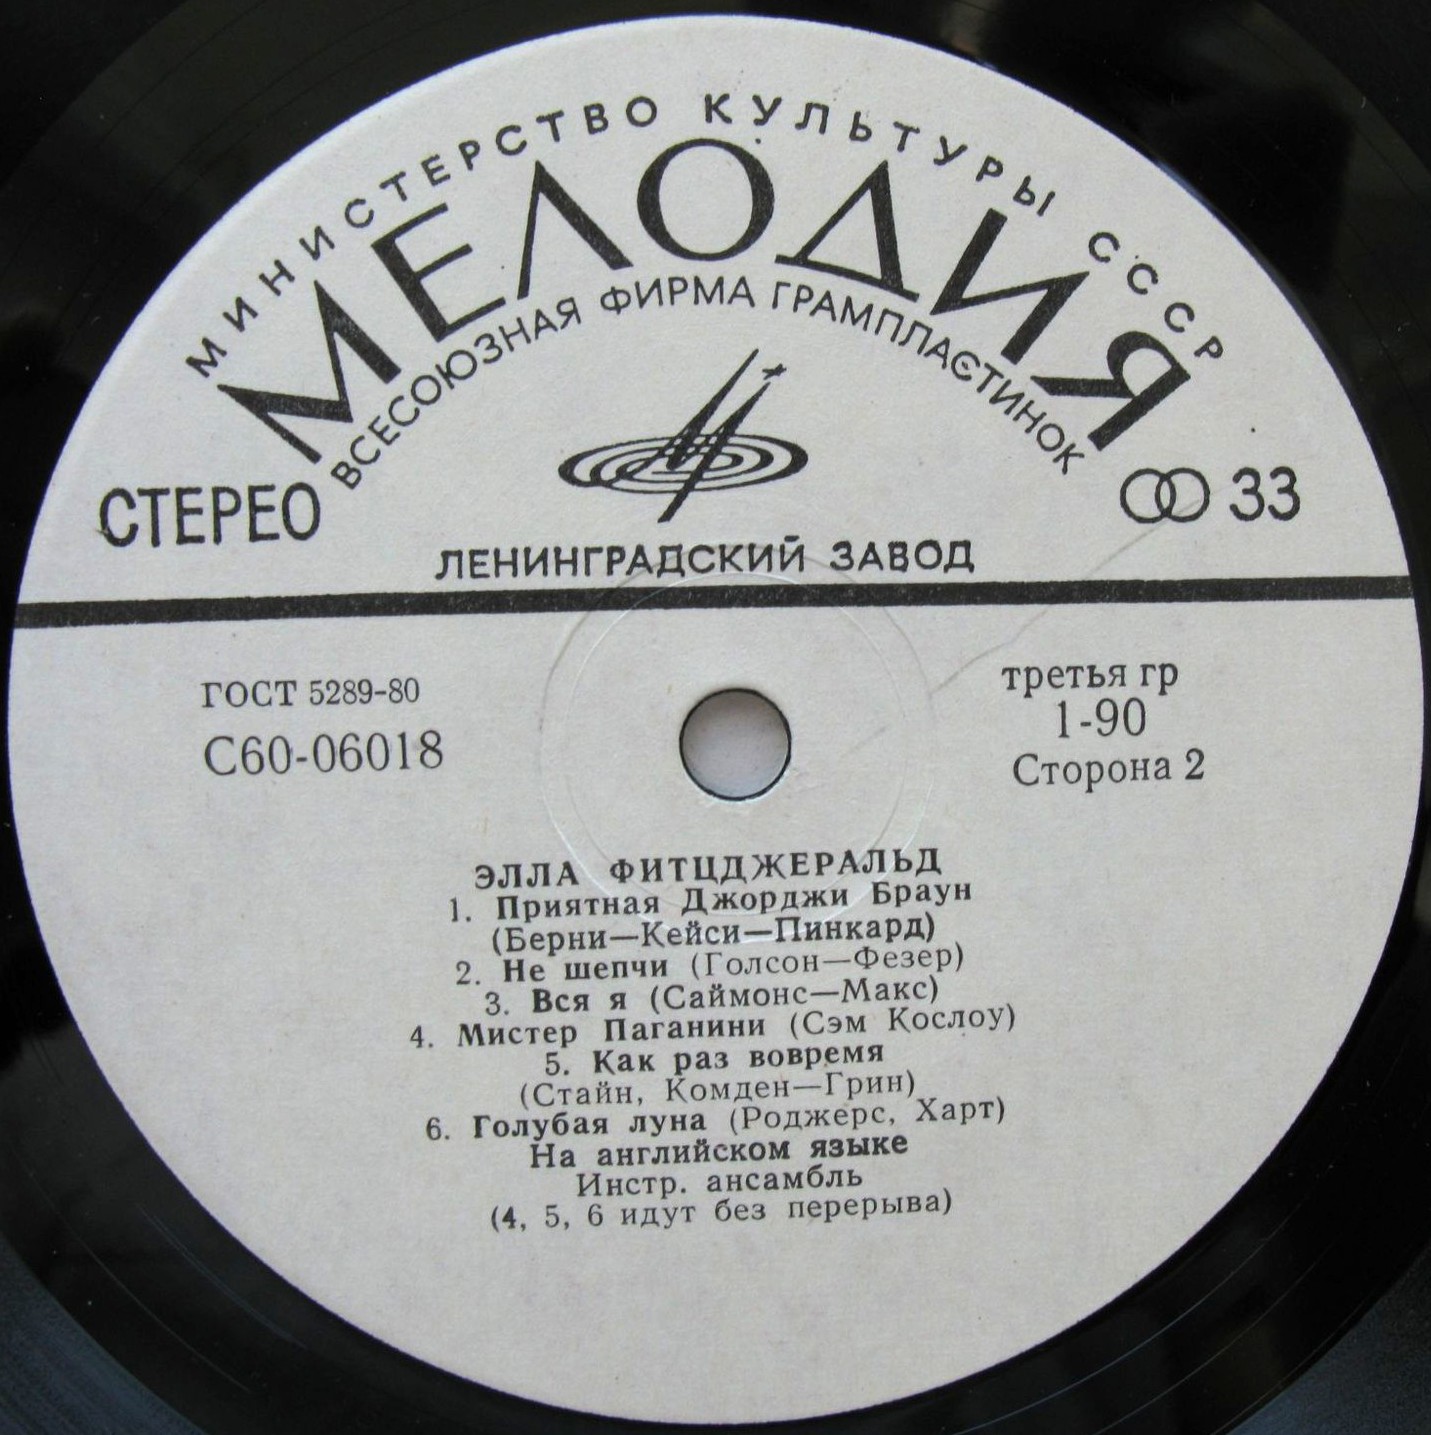 МИНИСТЕРСТВО КУЛЬТУРЫ СССР
МЕЛОДИЯ
ВСЕСОЮЗНАЯ ФИРМА ГРАМПЛАСТИНОК
СТЕРЕО
33
ЛЕНИНГРАДСКИЙ ЗАВОД
ГОСТ 5289-80
С60-06018
третья гр
1-90
Сторона 2
ЭЛЛА ФИТЦДЖЕРАЛЬД
1. Приятная Джорджи Браун
(Берни—Кейси—Пинкард)
2. Не шепчи (Голсон—Фезер)
3. Вся я (Саймонс—Макс)
4. Мистер Паганини (Сэм Кослоу)
5. Как раз вовремя
(Стайн, Комден—Грин)
6. Голубая луна (Роджерс, Харт)
На английском языке
Инстр. ансамбль
(4, 5, 6 идут без перерыва)